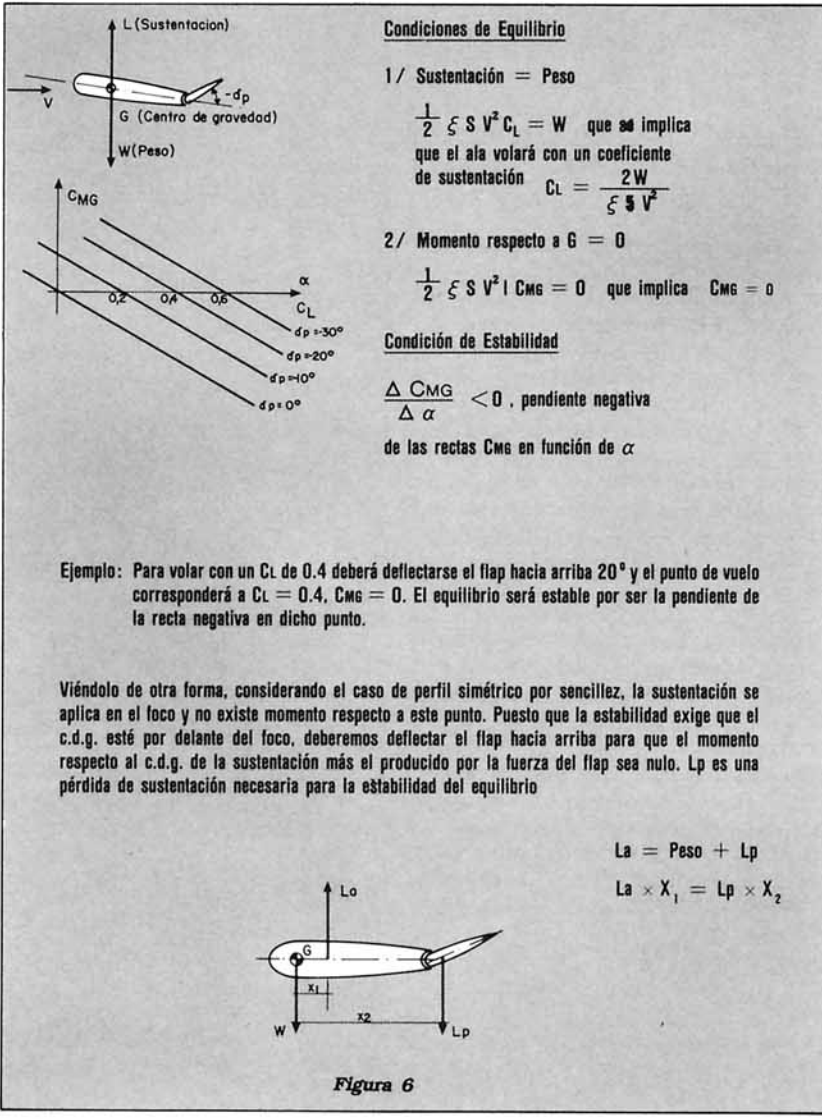 L (Sustentacion)
-δp
V
G (Centro de gravedad)
W (Peso)
CMG
α
0,2 0,4 0,6
CL
δp=-30°
δp=-20°
δp=-10°
δp=0°
Condiciones de Equilibrio
1/ Sustentación = Peso
1/2 ξ S V² CL = W que se implica
que el ala volará con un coeficiente
de sustentación CL = 2W / ξ S V²
2/ Momento respecto a G = 0
1/2 ξ S V² l CMG = 0 que implica CMG = 0
Condición de Estabilidad
Δ CMG / Δ α < 0 , pendiente negativa
de las rectas CMG en función de α
Ejemplo: Para volar con un CL de 0.4 deberá deflectarse el flap hacia arriba 20° y el punto de vuelo
corresponderá a CL = 0.4, CMG = 0. El equilibrio será estable por ser la pendiente de
la recta negativa en dicho punto.
Viéndolo de otra forma, considerando el caso de perfil simétrico por sencillez, la sustentación se
aplica en el foco y no existe momento respecto a este punto. Puesto que la estabilidad exige que el
c.d.g. esté por delante del foco, deberemos deflectar el flap hacia arriba para que el momento
respecto al c.d.g. de la sustentación más el producido por la fuerza del flap sea nulo. Lp es una
pérdida de sustentación necesaria para la estabilidad del equilibrio
La = Peso + Lp
La × X₁ = Lp × X₂
La
G
X1
X2
W
Lp
Figura 6